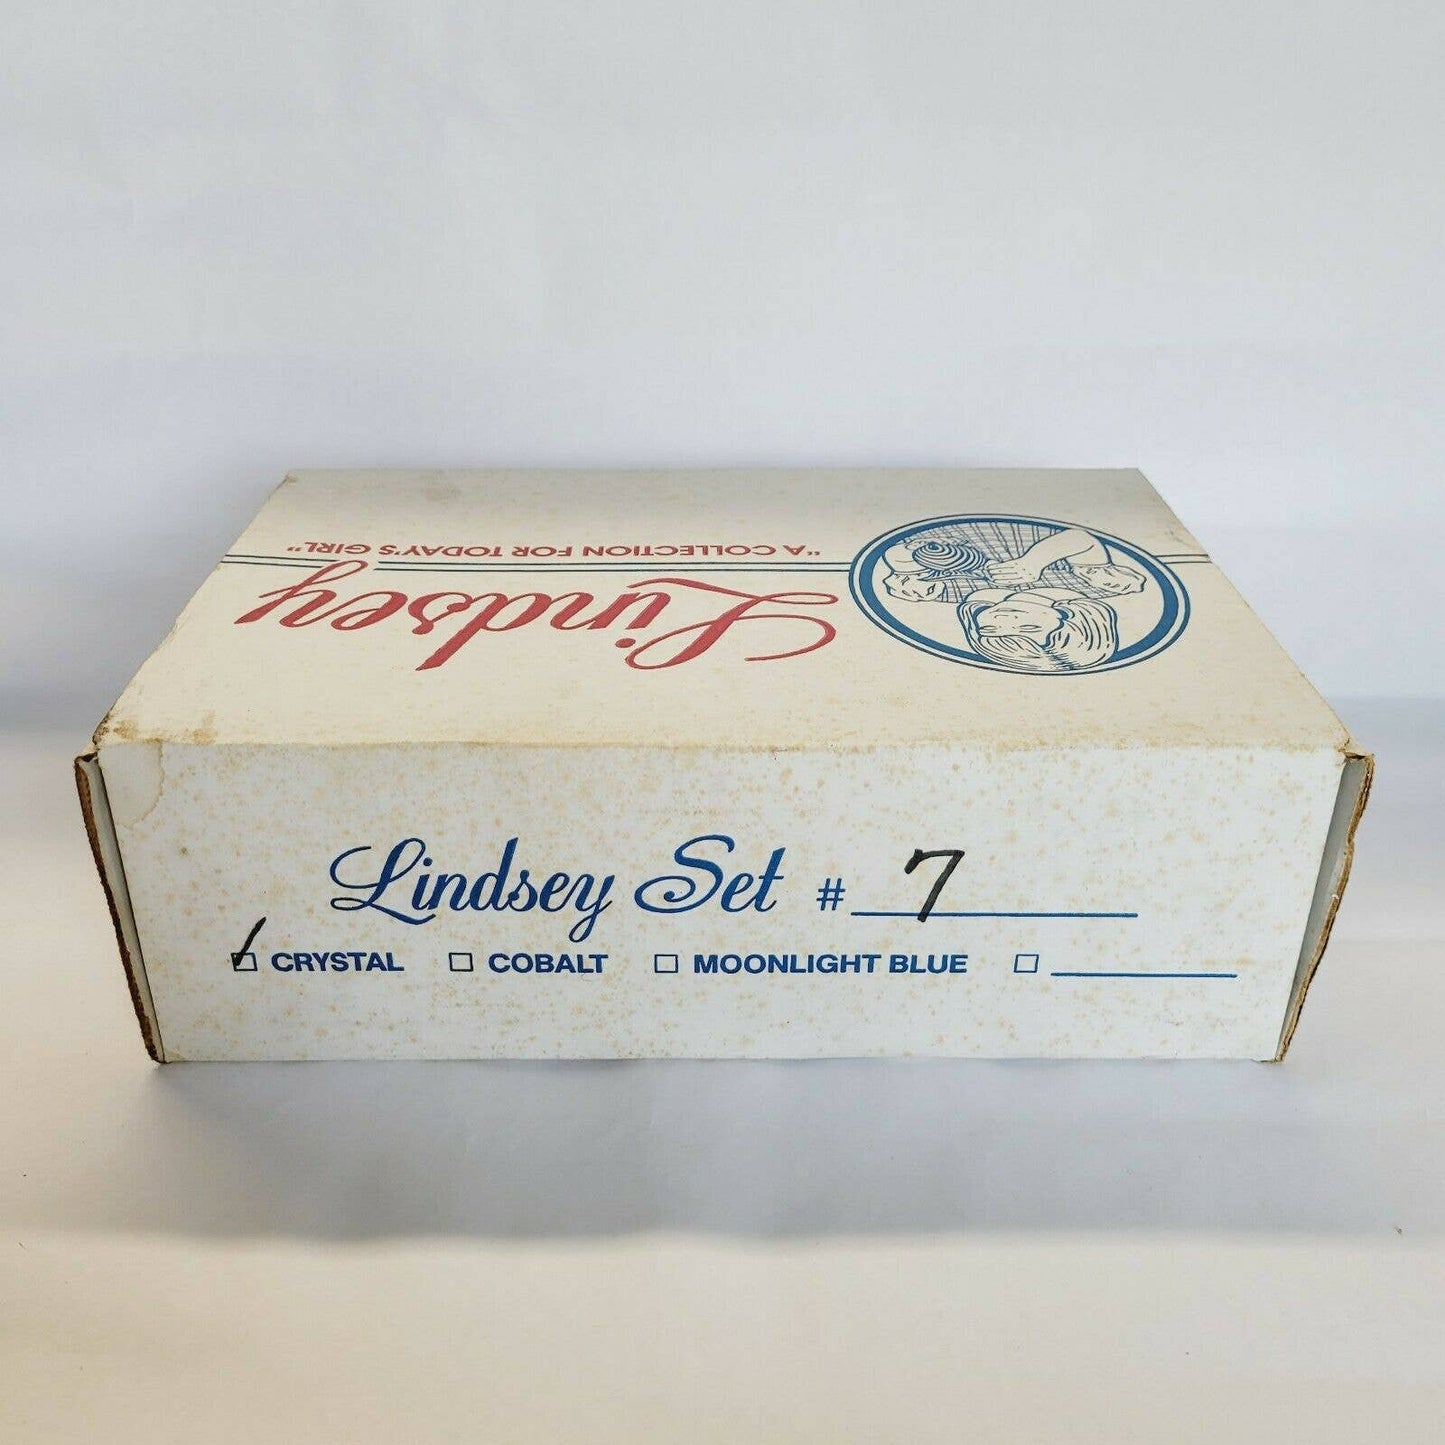 "A COLLECTION FOR TODAY'S GIRL"
Lindsey
Lindsey Set # 7
CRYSTAL COBALT MOONLIGHT BLUE